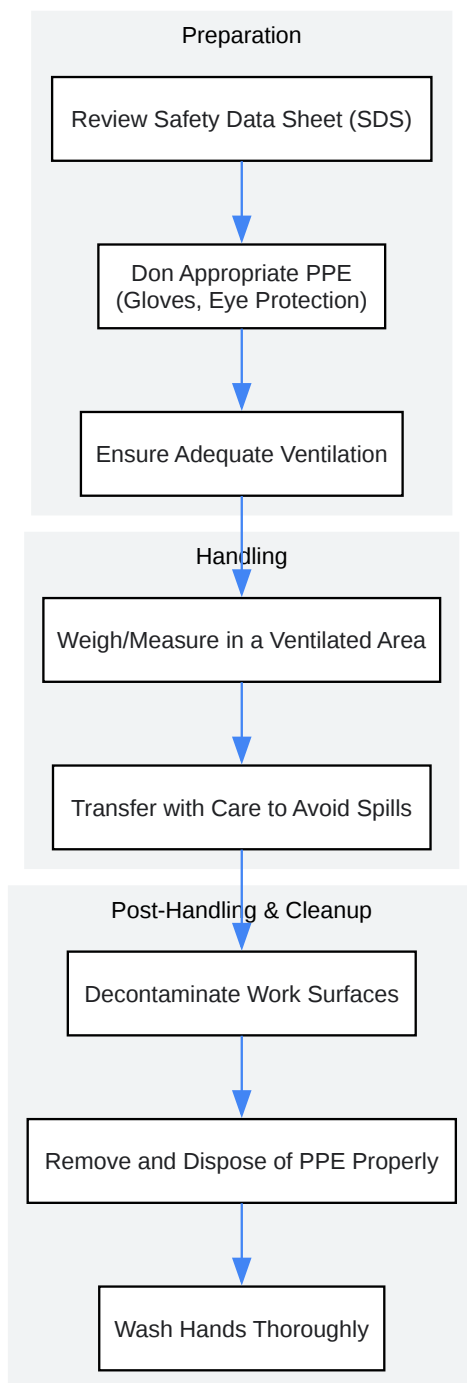 Preparation
Review Safety Data Sheet (SDS)
Don Appropriate PPE
(Gloves, Eye Protection)
Ensure Adequate Ventilation
Handling
Weigh/Measure in a Ventilated Area
Transfer with Care to Avoid Spills
Post-Handling & Cleanup
Decontaminate Work Surfaces
Remove and Dispose of PPE Properly
Wash Hands Thoroughly